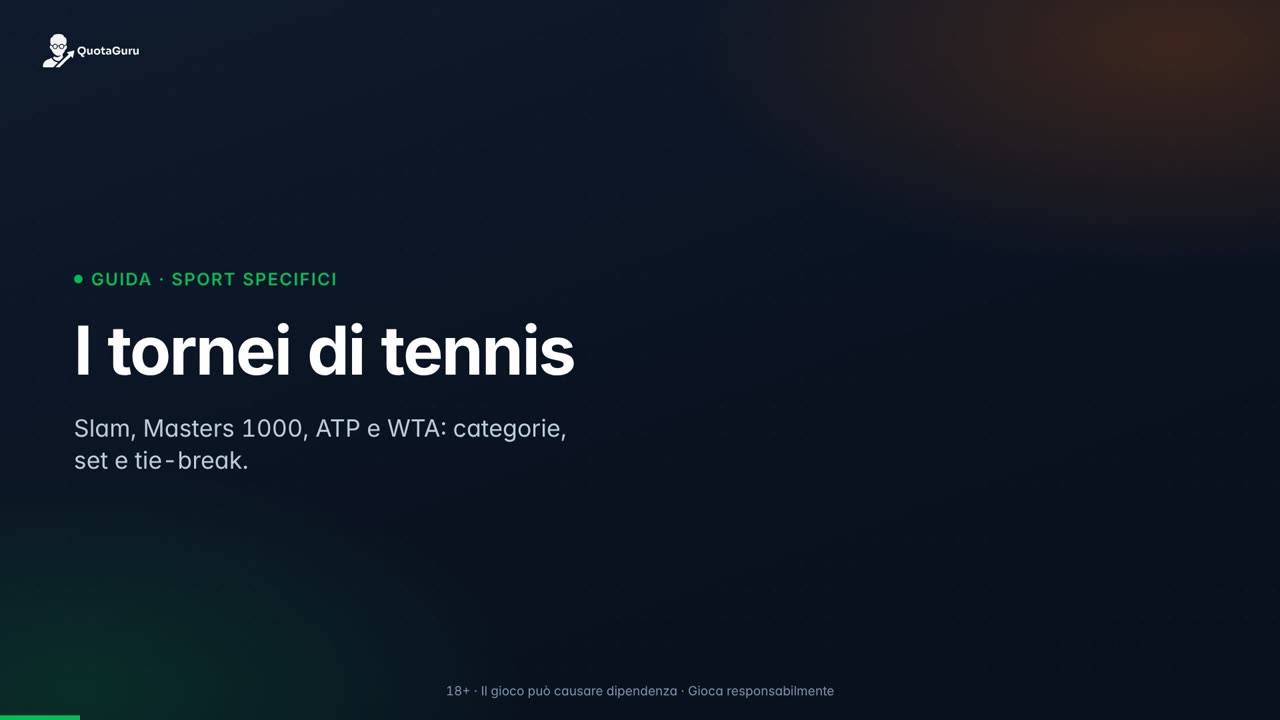 QuotaGuru
GUIDA · SPORT SPECIFICI
I tornei di tennis
Slam, Masters 1000, ATP e WTA: categorie,
set e tie-break.
18+ · Il gioco può causare dipendenza · Gioca responsabilmente